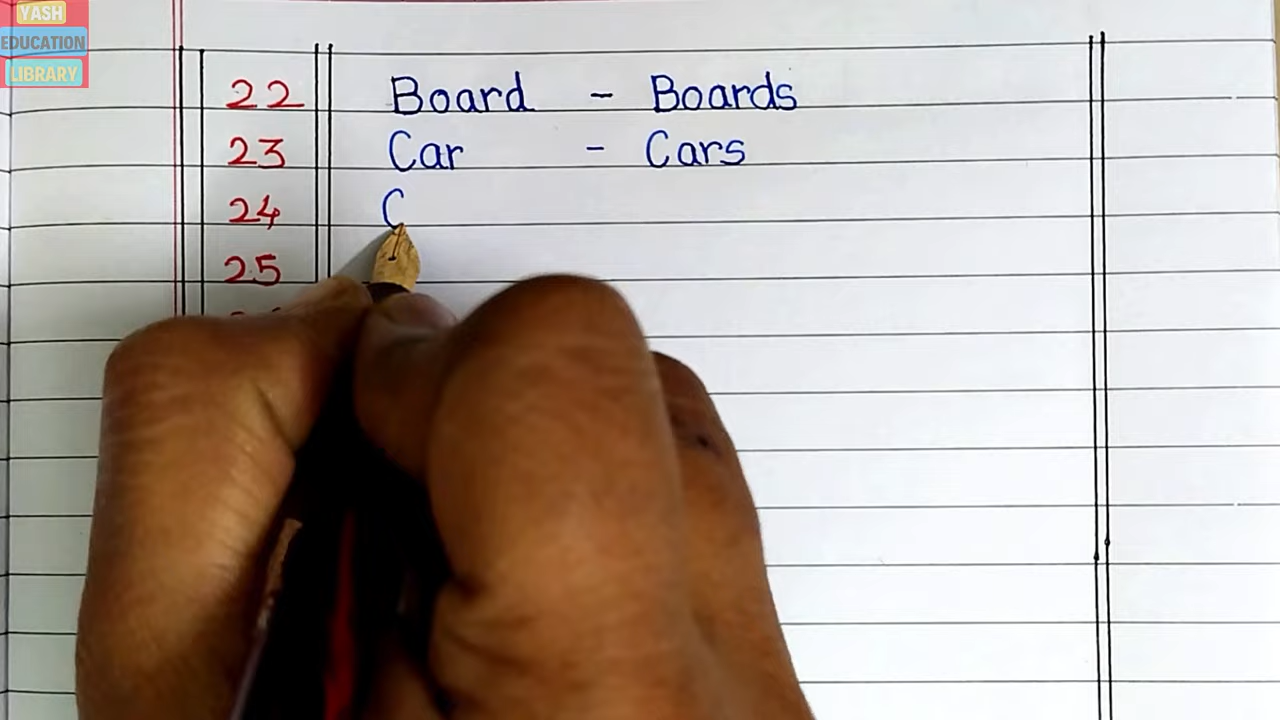 YASH
EDUCATION
LIBRARY
22 Board - Boards
23 Car - Cars
24 C
25